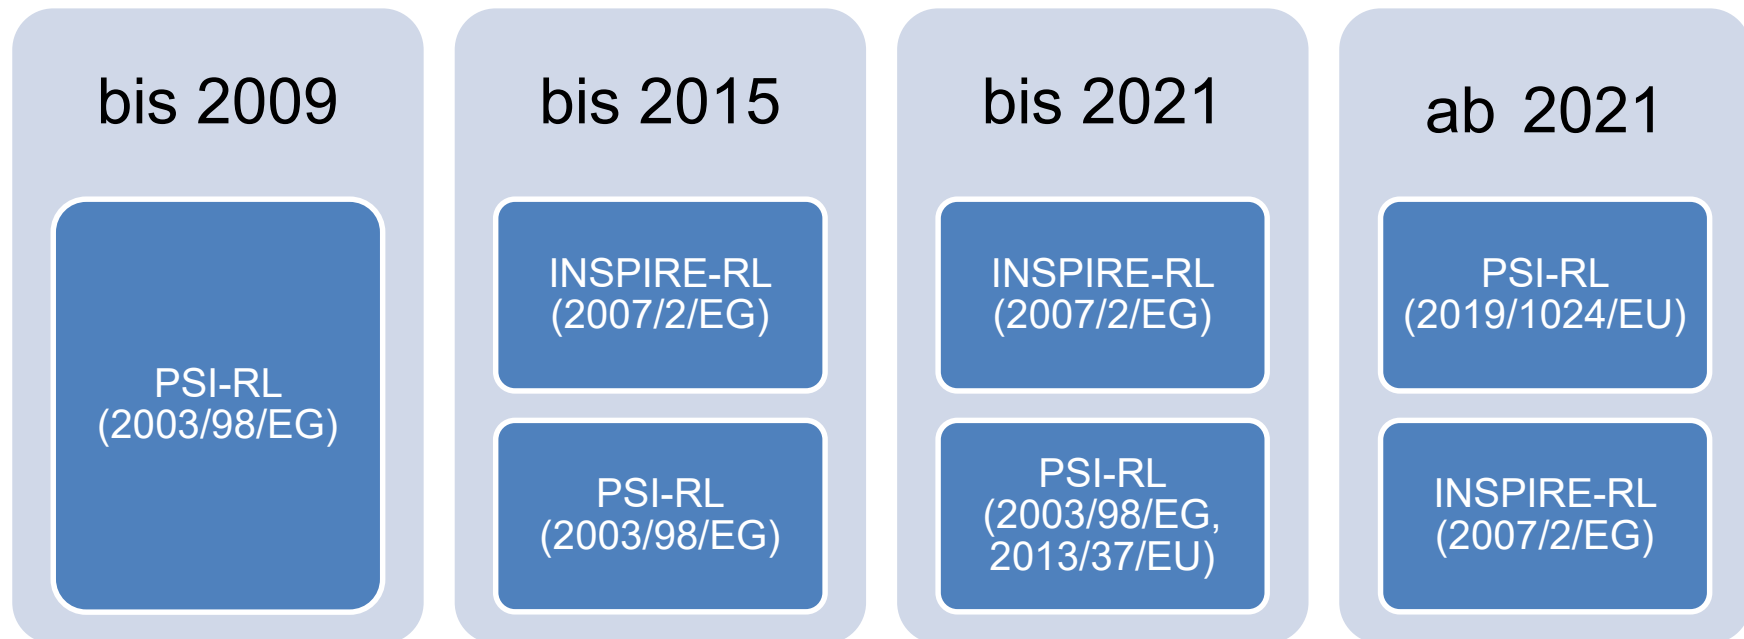 bis 2009
PSI-RL
(2003/98/EG)
bis 2015
INSPIRE-RL
(2007/2/EG)
PSI-RL
(2003/98/EG)
bis 2021
INSPIRE-RL
(2007/2/EG)
PSI-RL
(2003/98/EG,
2013/37/EU)
ab 2021
PSI-RL
(2019/1024/EU)
INSPIRE-RL
(2007/2/EG)